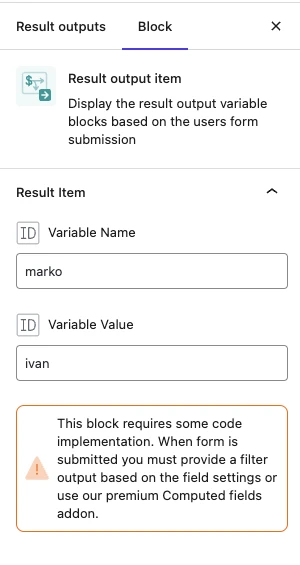 Result outputs Block
$
Result output item
Display the result output variable
blocks based on the users form
submission
Result Item
ID Variable Name
marko
ID Variable Value
ivan
This block requires some code
implementation. When form is
submitted you must provide a filter
output based on the field settings or
use our premium Computed fields
addon.